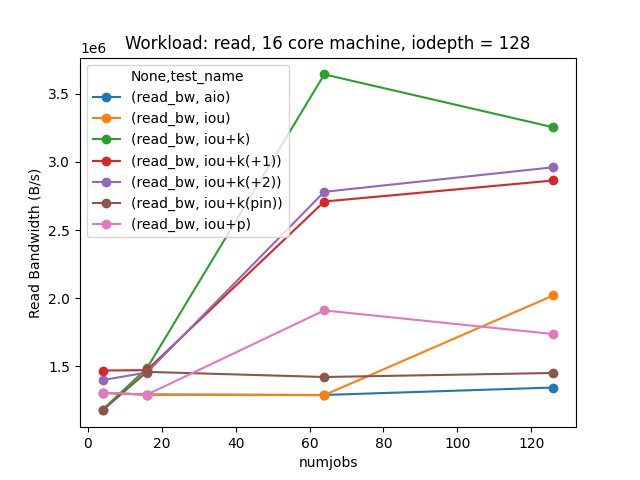 Workload: read, 16 core machine, iodepth = 128
1e6
None,test_name
(read_bw, aio)
(read_bw, iou)
(read_bw, iou+k)
(read_bw, iou+k(+1))
(read_bw, iou+k(+2))
(read_bw, iou+k(pin))
(read_bw, iou+p)
Read Bandwidth (B/s)
3.5
3.0
2.5
2.0
1.5
0 20 40 60 80 100 120
numjobs